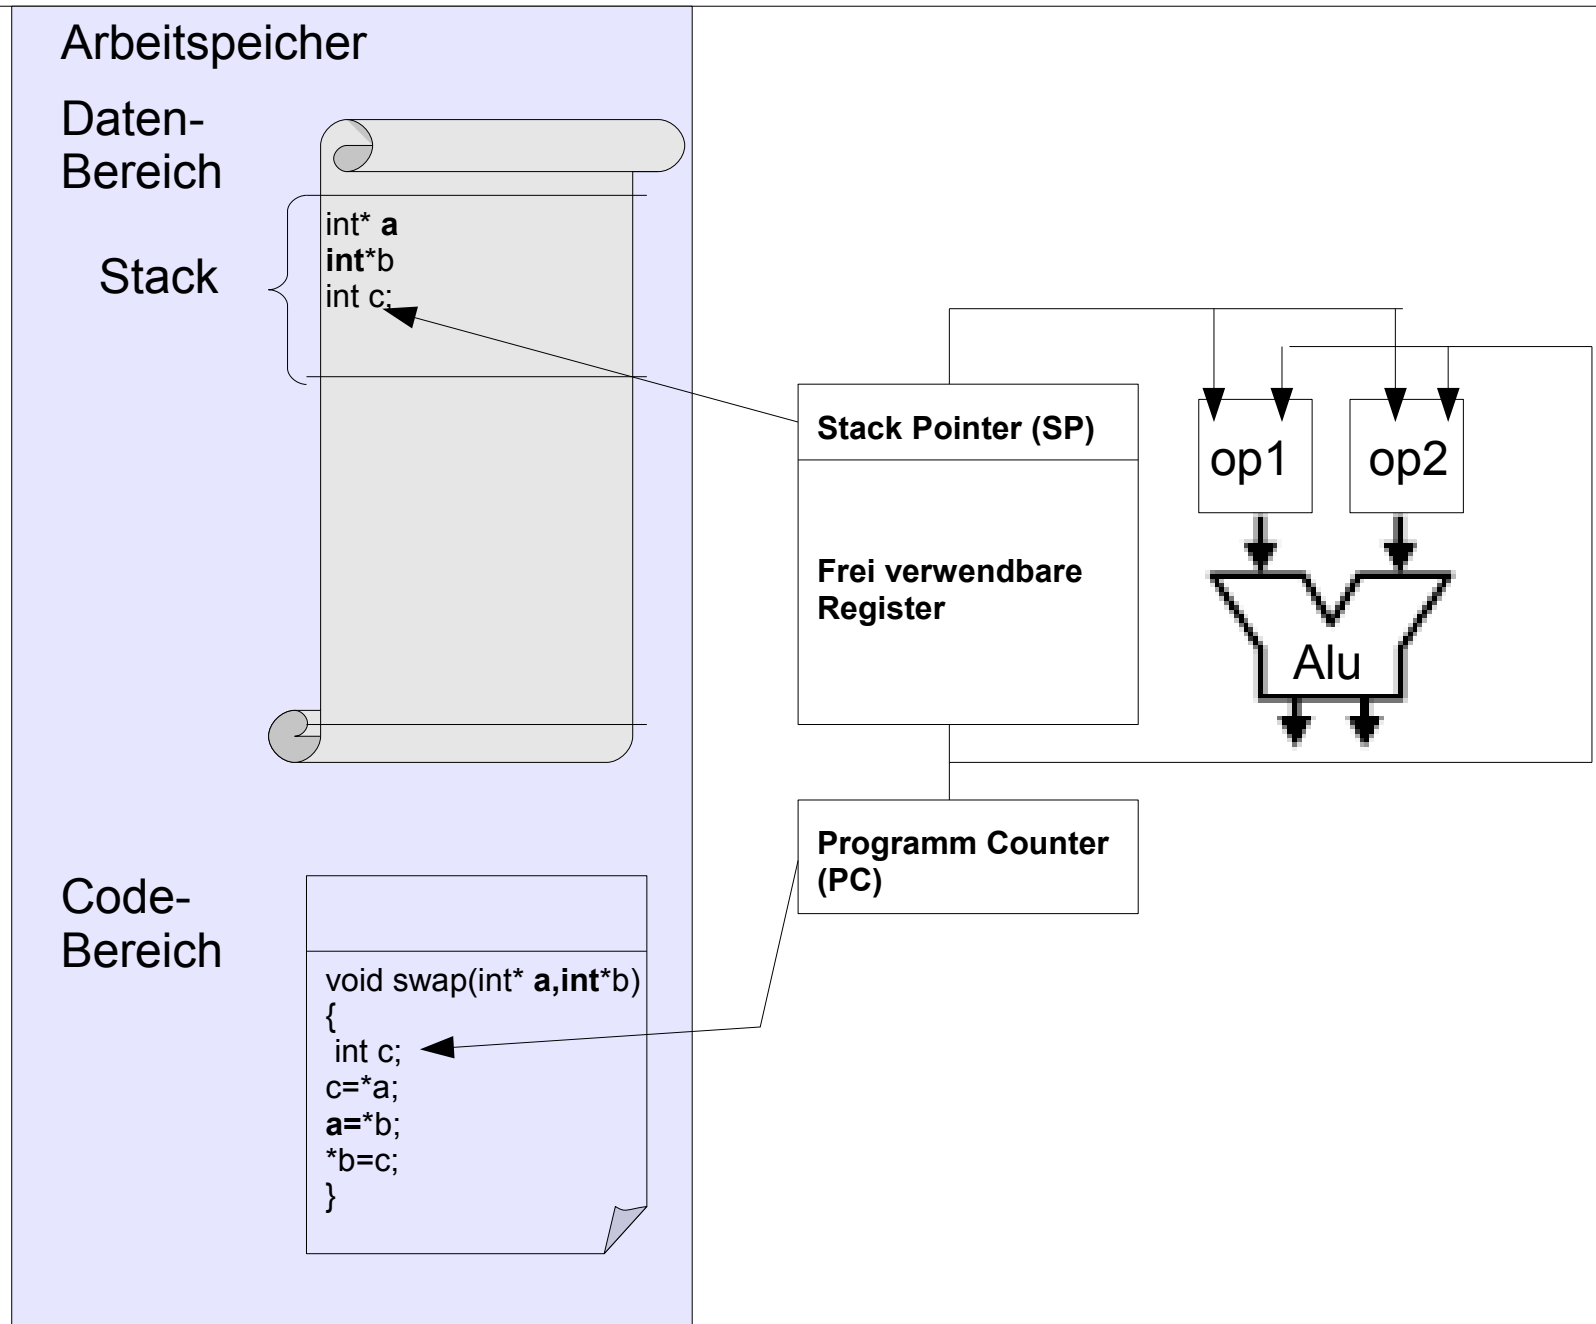 Arbeitspeicher
Daten-
Bereich
Stack
int* a
int*b
int c;
Stack Pointer (SP)
Frei verwendbare
Register
op1
op2
Alu
Programm Counter
(PC)
Code-
Bereich
void swap(int* a,int*b)
{
int c;
c=*a;
a=*b;
*b=c;
}